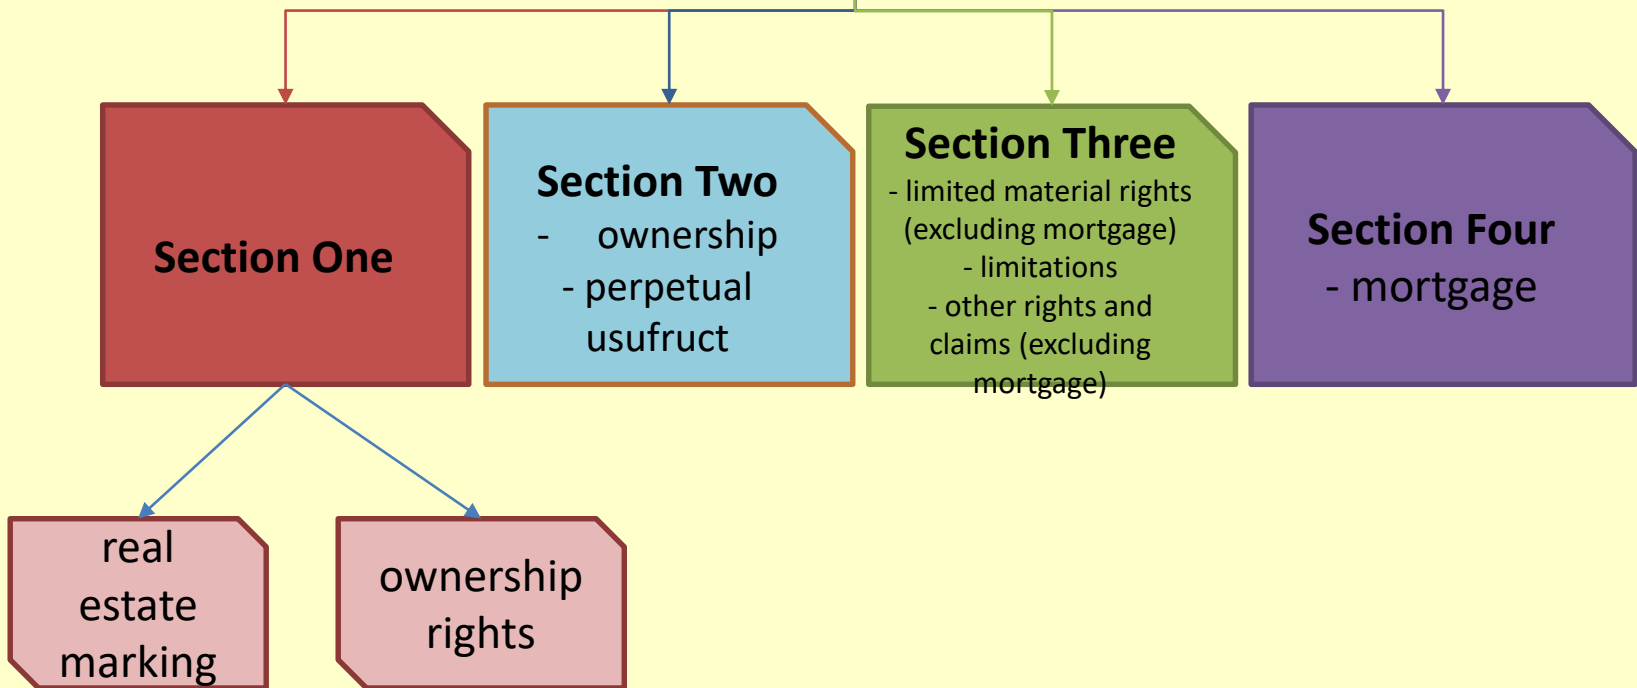 Section One
Section Two
- ownership
- perpetual
usufruct
Section Three
- limited material rights
(excluding mortgage)
- limitations
- other rights and
claims (excluding
mortgage)
Section Four
- mortgage
real
estate
marking
ownership
rights